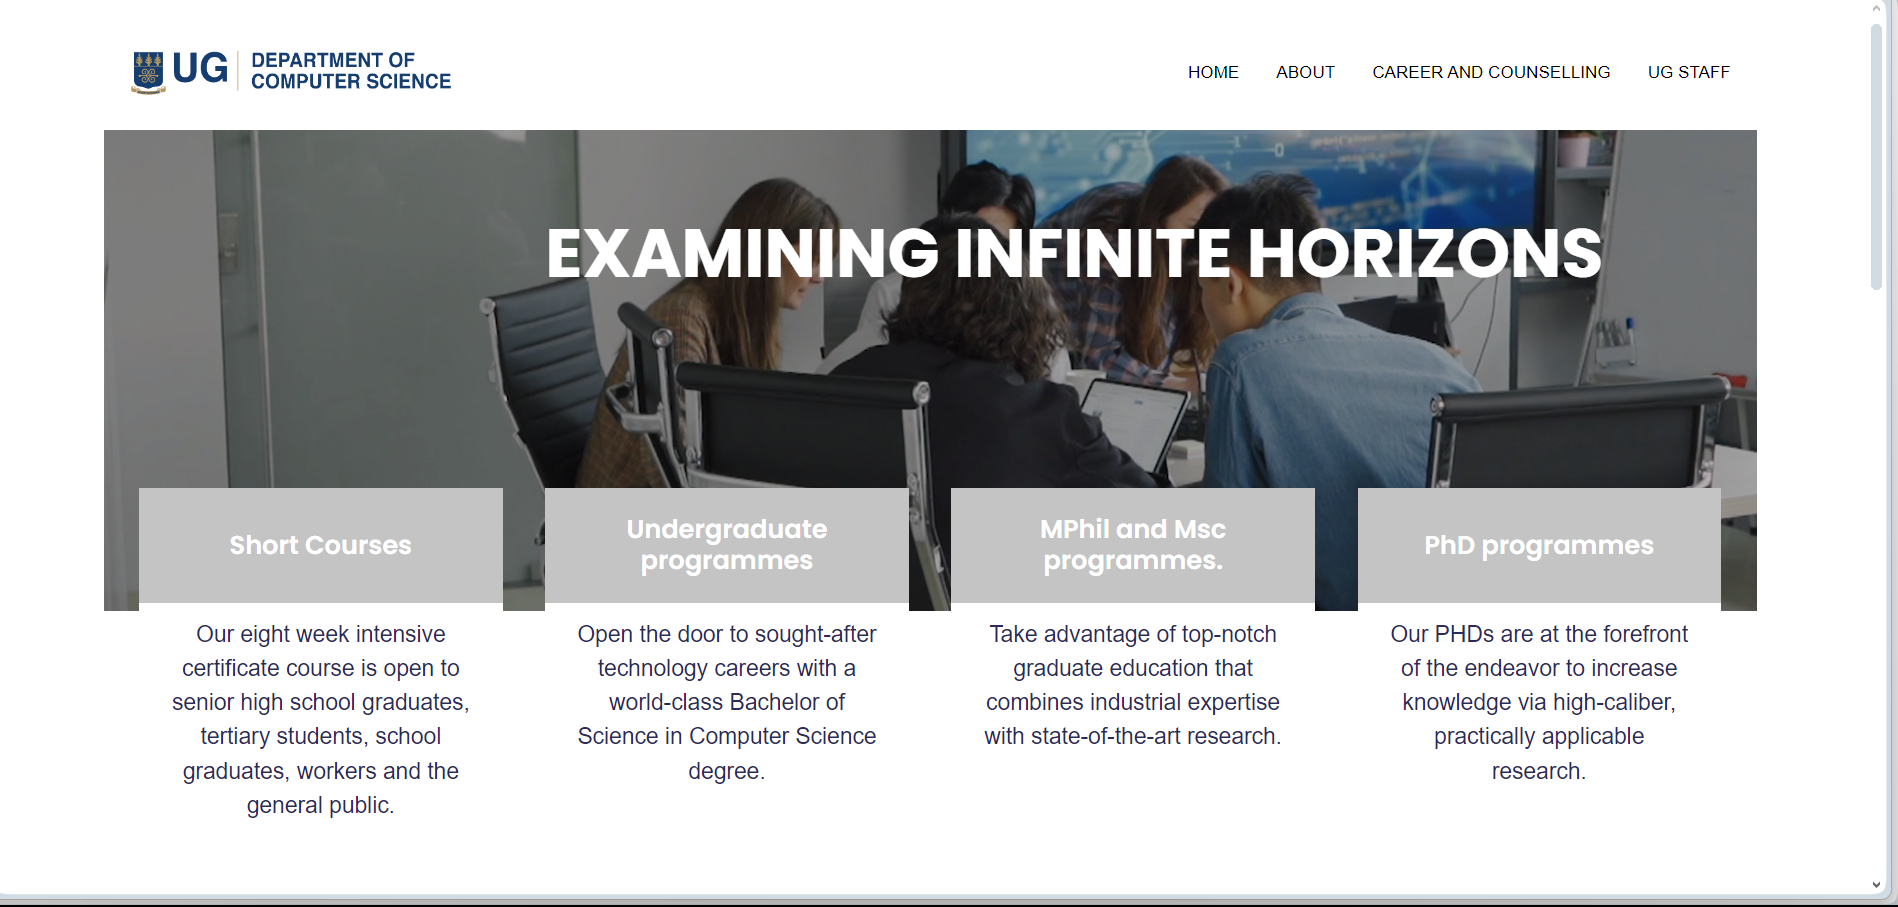 UG
DEPARTMENT OF
COMPUTER SCIENCE
HOME ABOUT CAREER AND COUNSELLING UG STAFF
EXAMINING INFINITE HORIZONS
Short Courses
Our eight week intensive
certificate course is open to
senior high school graduates,
tertiary students, school
graduates, workers and the
general public.
Undergraduate
programmes
Open the door to sought-after
technology careers with a
world-class Bachelor of
Science in Computer Science
degree.
MPhil and Msc
programmes.
Take advantage of top-notch
graduate education that
combines industrial expertise
with state-of-the-art research.
PhD programmes
Our PHDs are at the forefront
of the endeavor to increase
knowledge via high-caliber,
practically applicable
research.